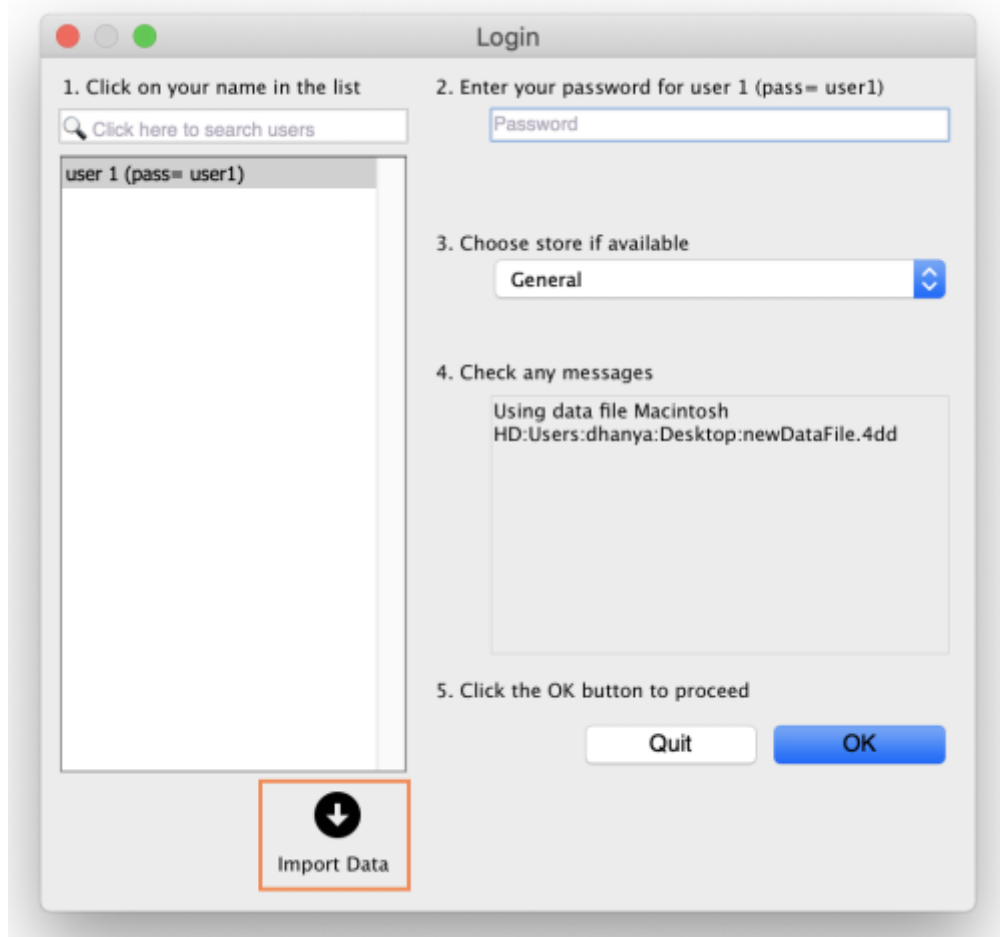 Login
1. Click on your name in the list
Click here to search users
user 1 (pass= user1)
2. Enter your password for user 1 (pass= user1)
Password
3. Choose store if available
General
4. Check any messages
Using data file Macintosh
HD:Users:dhanya:Desktop:newDataFile.4dd
5. Click the OK button to proceed
Quit
OK
Import Data